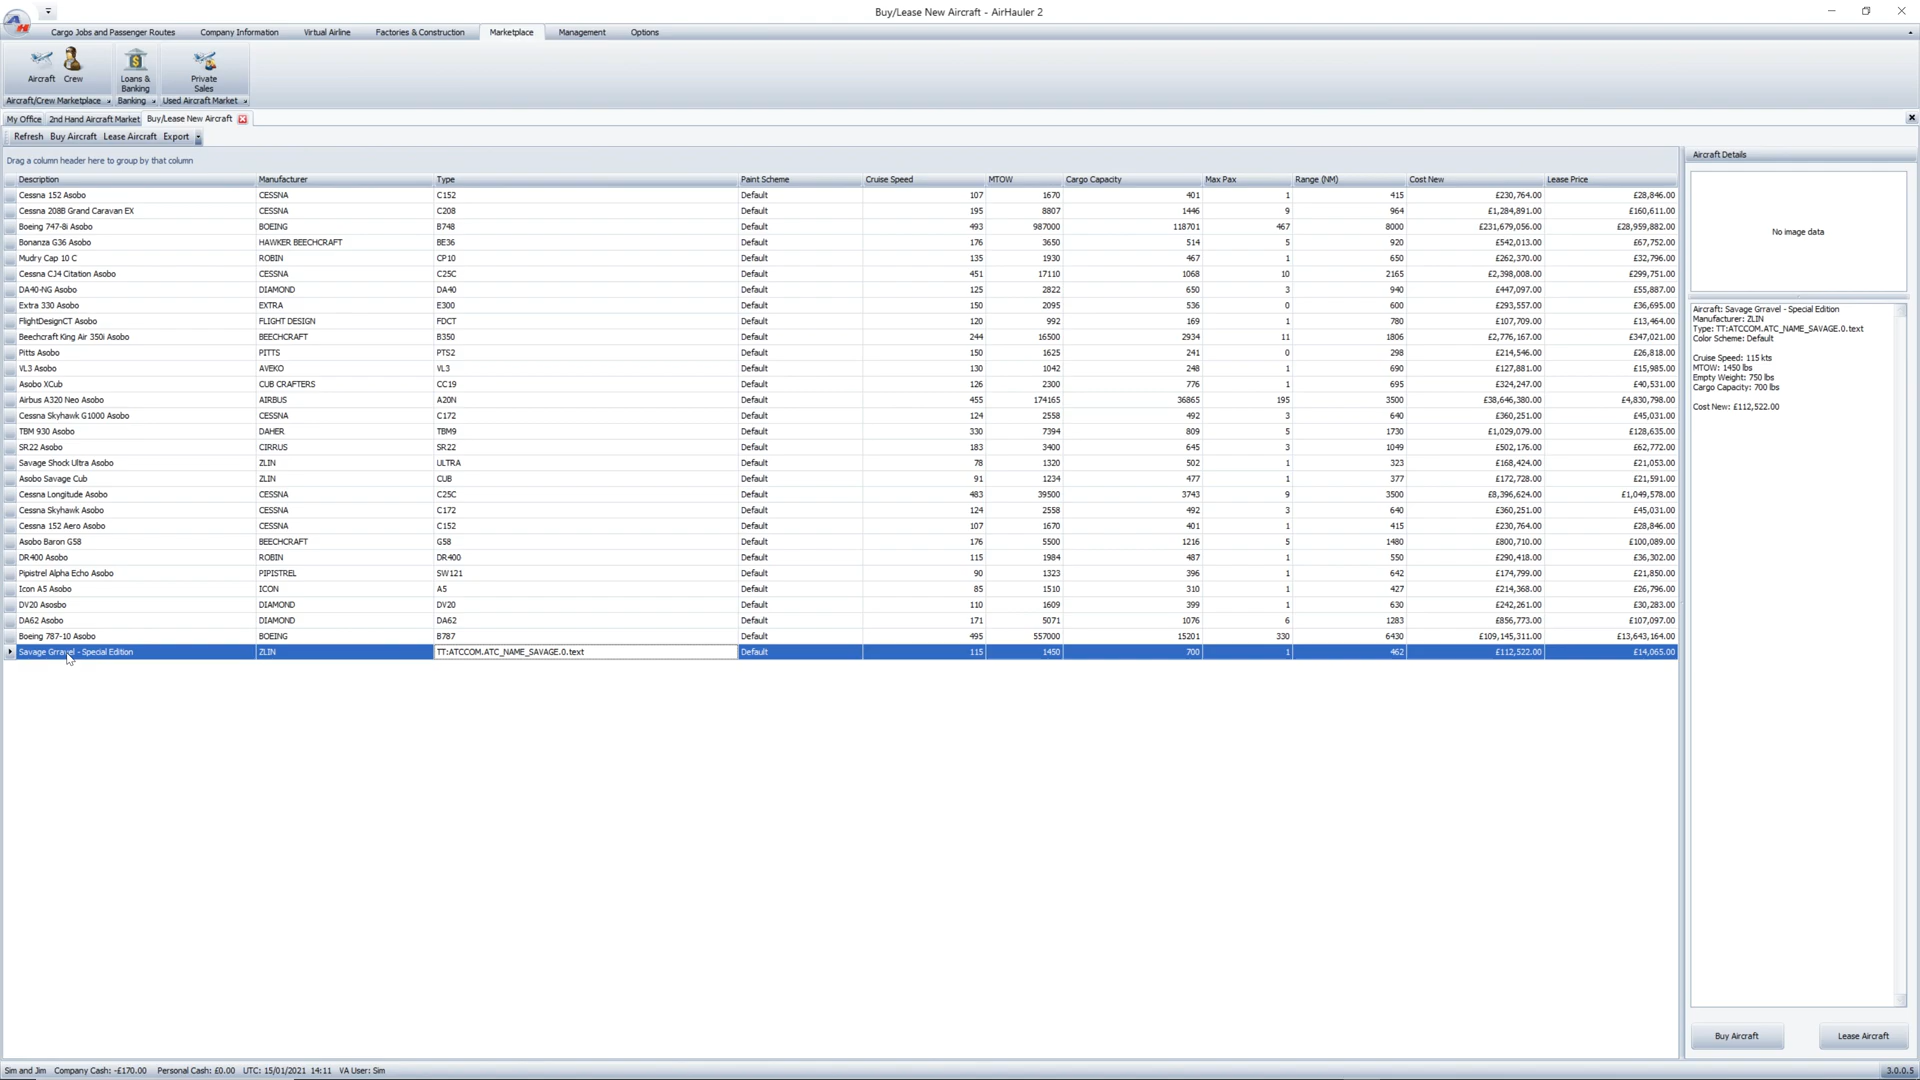 Buy/Lease New Aircraft - AirHauler 2
Cargo Jobs and Passenger Routes Company Information Virtual Airline Factories & Construction Marketplace Management Options
Aircraft Crew Loans & Banking Private Sales
Aircraft/Crew Marketplace Banking Used Aircraft Market
My Office 2nd Hand Aircraft Market Buy/Lease New Aircraft
Refresh Buy Aircraft Lease Aircraft Export
Drag a column header here to group by that column
Description Manufacturer Type Paint Scheme Cruise Speed MTOW Cargo Capacity Max Pax Range (NM) Cost New Lease Price
Cessna 152 Asobo CESSNA C152 Default 107 1670 401 1 415 £230,764.00 £28,846.00
Cessna 208B Grand Caravan EX CESSNA C208 Default 195 8807 1446 9 964 £1,284,891.00 £160,611.00
Boeing 747-8i Asobo BOEING B748 Default 493 987000 118701 467 8000 £231,679,056.00 £28,959,882.00
Bonanza G36 Asobo HAWKER BEECHCRAFT BE36 Default 176 3650 514 5 920 £542,013.00 £67,752.00
Mudry Cap 10 C ROBIN CP10 Default 135 1930 467 1 650 £262,370.00 £32,796.00
Cessna CJ4 Citation Asobo CESSNA C25C Default 451 17110 1068 10 2165 £2,398,008.00 £299,751.00
DA40-NG Asobo DIAMOND DA40 Default 125 2822 650 3 940 £447,097.00 £55,887.00
Extra 330 Asobo EXTRA E300 Default 150 2095 536 0 600 £293,557.00 £36,695.00
FlightDesignCT Asobo FLIGHT DESIGN FDCT Default 120 992 169 1 780 £107,709.00 £13,464.00
Beechcraft King Air 350i Asobo BEECHCRAFT B350 Default 244 16500 2934 11 1806 £2,776,167.00 £347,021.00
Pitts Asobo PITTS PTS2 Default 150 1625 241 0 298 £214,546.00 £26,818.00
VL3 Asobo AVEKO VL3 Default 130 1042 248 1 690 £127,881.00 £15,985.00
Asobo XCub CUB CRAFTERS CC19 Default 126 2300 776 1 695 £324,247.00 £40,531.00
Airbus A320 Neo Asobo AIRBUS A20N Default 455 174165 36865 195 3500 £38,646,380.00 £4,830,798.00
Cessna Skyhawk G1000 Asobo CESSNA C172 Default 124 2558 492 3 640 £360,251.00 £45,031.00
TBM 930 Asobo DAHER TBM9 Default 330 7394 809 5 1730 £1,029,079.00 £128,635.00
SR22 Asobo CIRRUS SR22 Default 183 3400 645 3 1049 £502,176.00 £62,772.00
Savage Shock Ultra Asobo ZLIN ULTRA Default 78 1320 502 1 323 £168,424.00 £21,053.00
Asobo Savage Cub ZLIN CUB Default 91 1234 477 1 377 £172,728.00 £21,591.00
Cessna Longitude Asobo CESSNA C25C Default 483 39500 3743 9 3500 £8,396,624.00 £1,049,578.00
Cessna Skyhawk Asobo CESSNA C172 Default 124 2558 492 3 640 £360,251.00 £45,031.00
Cessna 152 Aero Asobo CESSNA C152 Default 107 1670 401 1 415 £230,764.00 £28,846.00
Asobo Baron G58 BEECHCRAFT G58 Default 176 5500 1216 5 1480 £800,710.00 £100,089.00
DR400 Asobo ROBIN DR400 Default 115 1984 487 1 550 £290,418.00 £36,302.00
Pipistrel Alpha Echo Asobo PIPISTREL SW121 Default 90 1323 396 1 642 £174,799.00 £21,850.00
Icon A5 Asobo ICON A5 Default 85 1510 310 1 427 £214,368.00 £26,796.00
DV20 Asosbo DIAMOND DV20 Default 110 1609 399 1 630 £242,261.00 £30,283.00
DA62 Asobo DIAMOND DA62 Default 171 5071 1076 6 1283 £856,773.00 £107,097.00
Boeing 787-10 Asobo BOEING B787 Default 495 557000 15201 330 6430 £109,145,311.00 £13,643,164.00
Savage Grravel - Special Edition ZLIN TT:ATCCOM.ATC_NAME_SAVAGE.0.text Default 115 1450 700 1 462 £112,522.00 £14,065.00
Aircraft Details
No image data
Aircraft: Savage Grravel - Special Edition
Manufacturer: ZLIN
Type: TT:ATCCOM.ATC_NAME_SAVAGE.0.text
Color Scheme: Default
Cruise Speed: 115 kts
MTOW: 1450 lbs
Empty Weight: 750 lbs
Cargo Capacity: 700 lbs
Cost New: £112,522.00
Buy Aircraft Lease Aircraft
Sim and Jim Company Cash: -£170.00 Personal Cash: £0.00 UTC: 15/01/2021 14:11 VA User: Sim 3.0.0.5